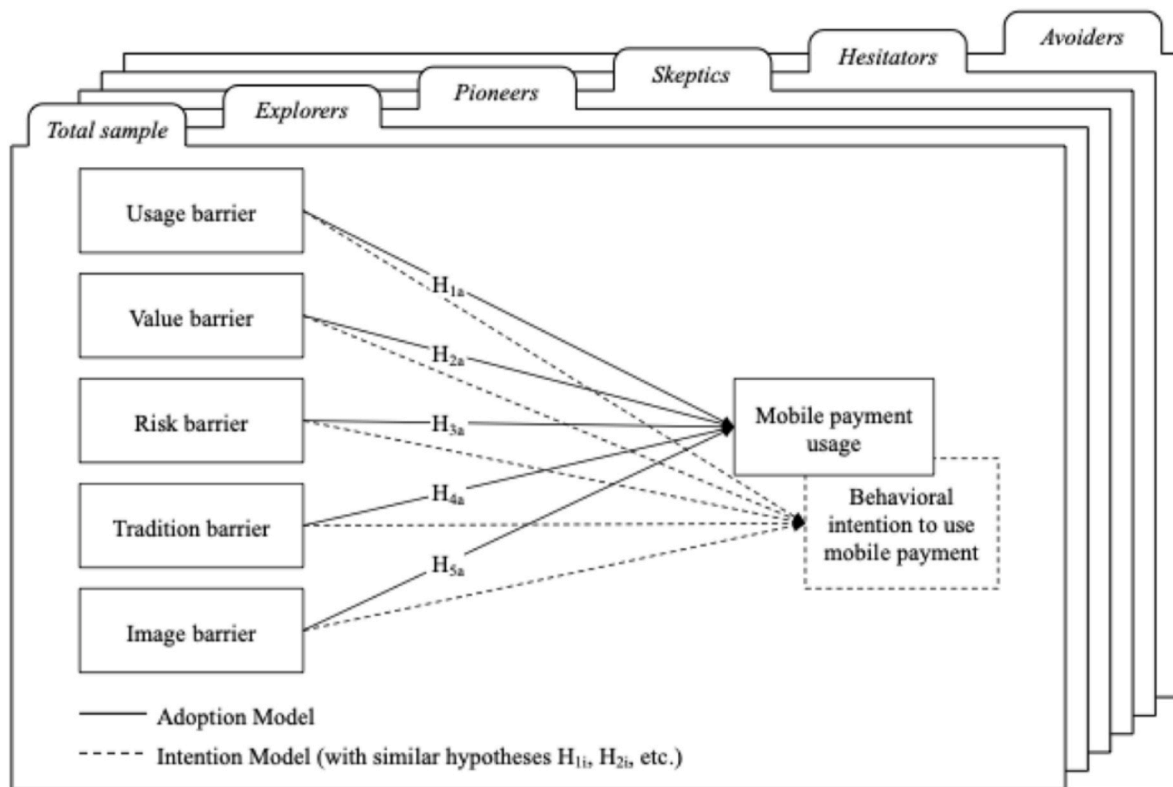 Avoiders
Hesitators
Skeptics
Pioneers
Explorers
Total sample
Usage barrier
Value barrier
Risk barrier
Tradition barrier
Image barrier
H1a
H2a
H3a
H4a
H5a
Mobile payment
usage
Behavioral
intention to use
mobile payment
Adoption Model
Intention Model (with similar hypotheses H1i, H2i, etc.)